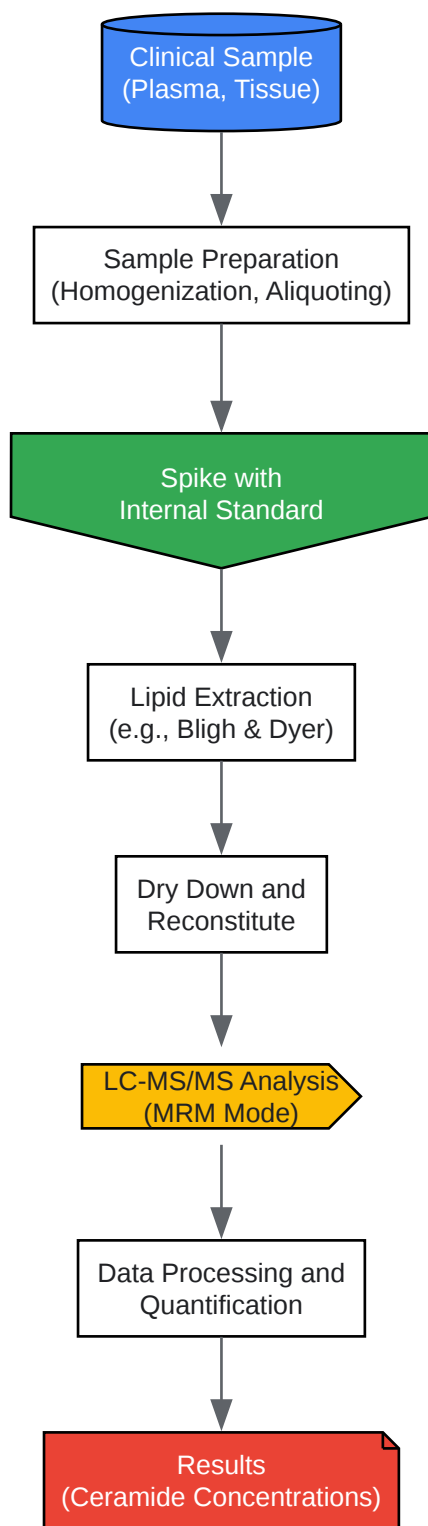 Clinical Sample
(Plasma, Tissue)
Sample Preparation
(Homogenization, Aliquoting)
Spike with
Internal Standard
Lipid Extraction
(e.g., Bligh & Dyer)
Dry Down and
Reconstitute
LC-MS/MS Analysis
(MRM Mode)
Data Processing and
Quantification
Results
(Ceramide Concentrations)